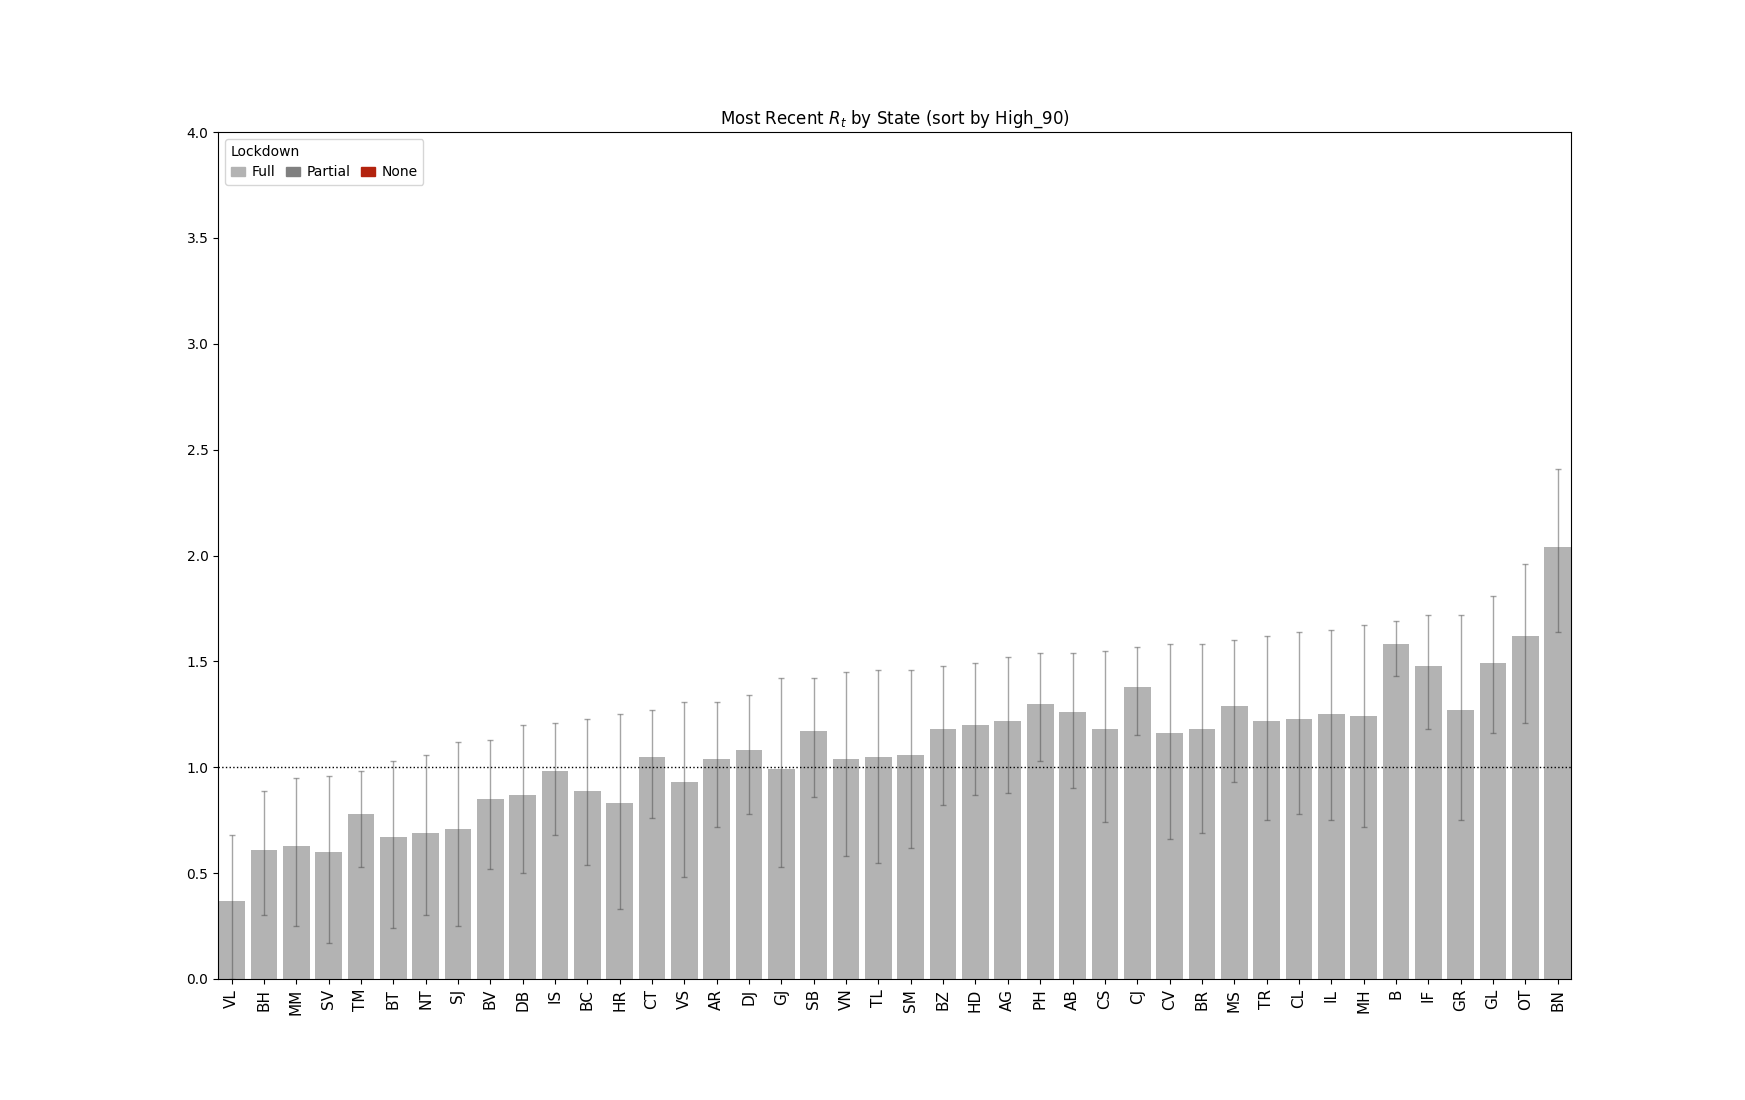 Most Recent R_t by State (sort by High_90)
4.0
Lockdown
Full Partial None
3.5
3.0
2.5
2.0
1.5
1.0
0.5
0.0
VL BH MM SV TM BT NT SJ BV DB IS BC HR CT VS AR DJ GJ SB VN TL SM BZ HD AG PH AB CS CJ CV BR MS TR CL IL MH B IF GR GL OT BN